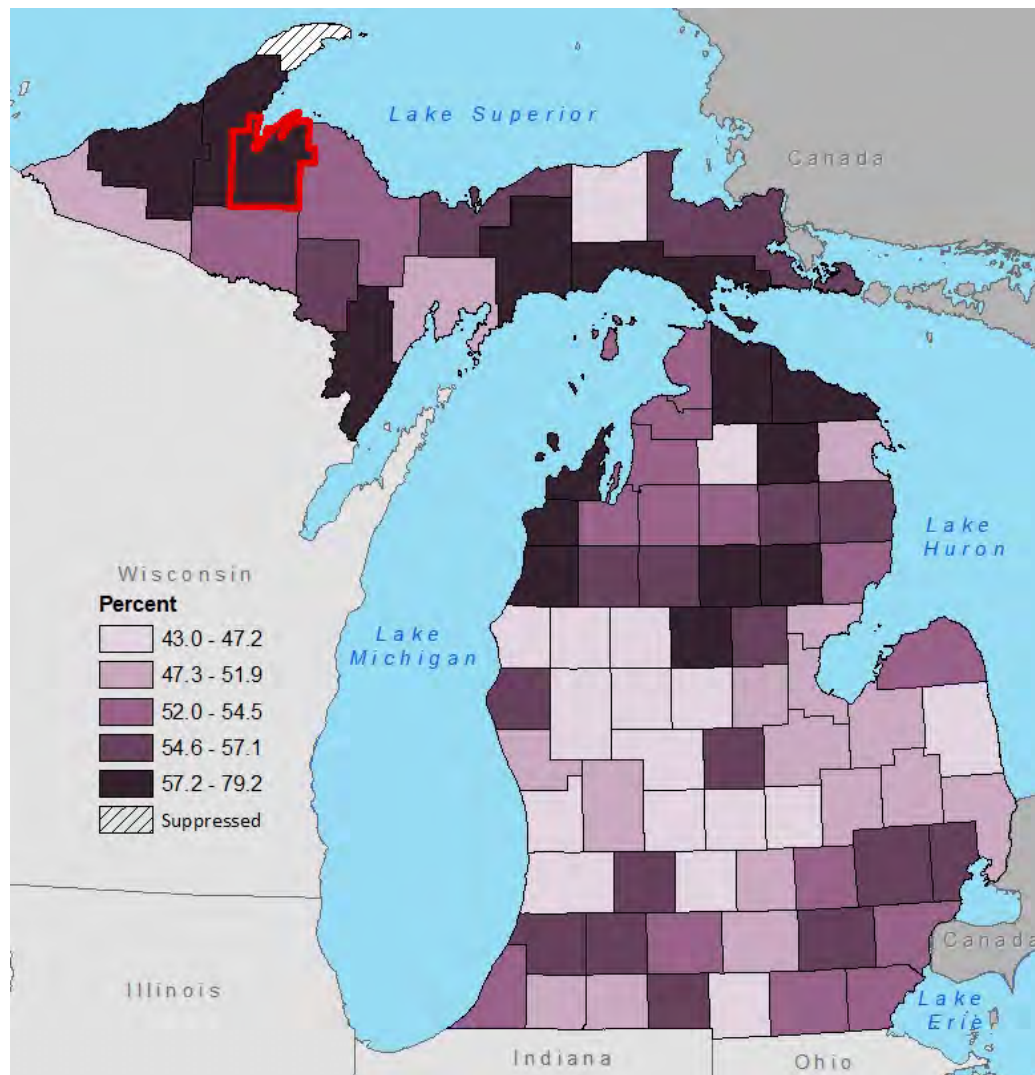 Lake Superior
Canada
Lake
Huron
Wisconsin
Percent
43.0 - 47.2
47.3 - 51.9
52.0 - 54.5
54.6 - 57.1
57.2 - 79.2
Suppressed
Lake
Michigan
Canada
Illinois
Lake
Erie
Indiana
Ohio